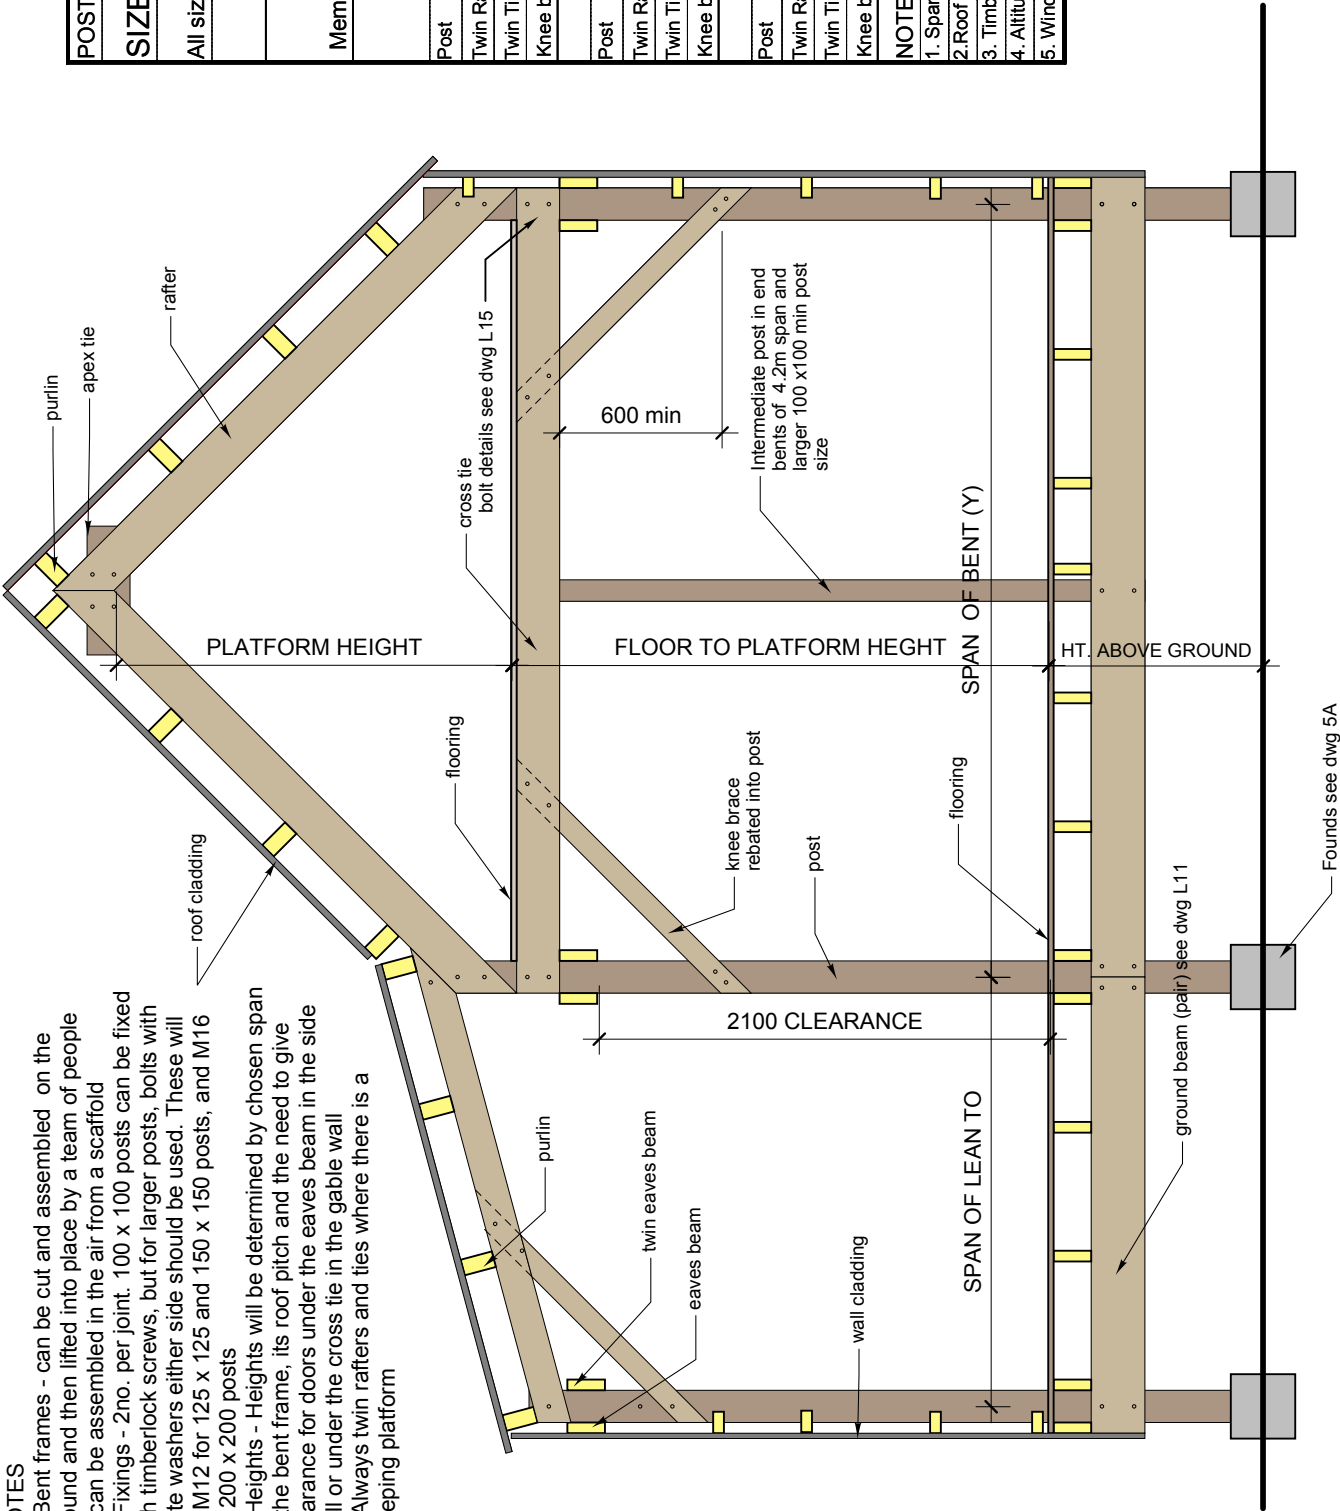 OTES
Bent frames - can be cut and assembled on the
ound and then lifted into place by a team of people
can be assembled in the air from a scaffold
Fixings - 2no. per joint. 100 x 100 posts can be fixed
h timberlock screws, but for larger posts, bolts with
te washers either side should be used. These will
M12 for 125 x 125 and 150 x 150 posts, and M16
200 x 200 posts
Heights - Heights will be determined by chosen span
the bent frame, its roof pitch and the need to give
arance for doors under the eaves beam in the side
ll or under the cross tie in the gable wall
Always twin rafters and ties where there is a
eping platform
roof cladding
purlin
apex tie
rafter
PLATFORM HEIGHT
flooring
cross tie
bolt details see dwg L15
600 min
FLOOR TO PLATFORM HEGHT
Intermediate post in end
bents of 4.2m span and
larger 100 x100 min post
size
knee brace
rebated into post
post
2100 CLEARANCE
purlin
twin eaves beam
eaves beam
wall cladding
SPAN OF LEAN TO
SPAN OF BENT (Y)
flooring
HT. ABOVE GROUND
ground beam (pair) see dwg L11
Founds see dwg 5A
POST
SIZE
All siz
Mem
Post
Twin Ra
Twin Ti
Knee b
Post
Twin Ra
Twin Ti
Knee b
Post
Twin Ra
Twin Ti
Knee b
NOTE
1. Span
2.Roof
3. Timb
4. Altitu
5. Wind